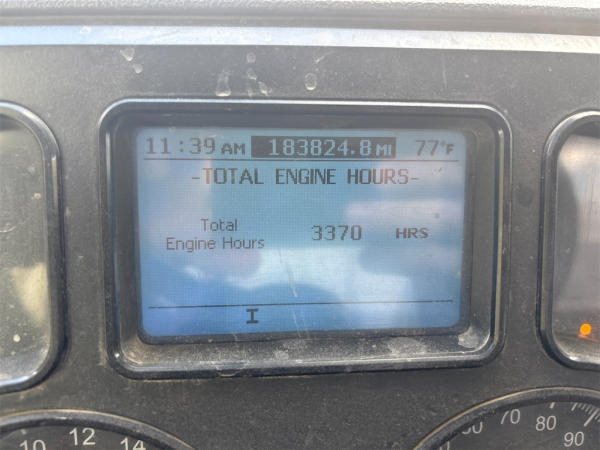 11:39 AM 183824.8 MI 77°F
-TOTAL ENGINE HOURS-
Total
Engine Hours 3370 HRS
I
10 12 14
60 70 80 90